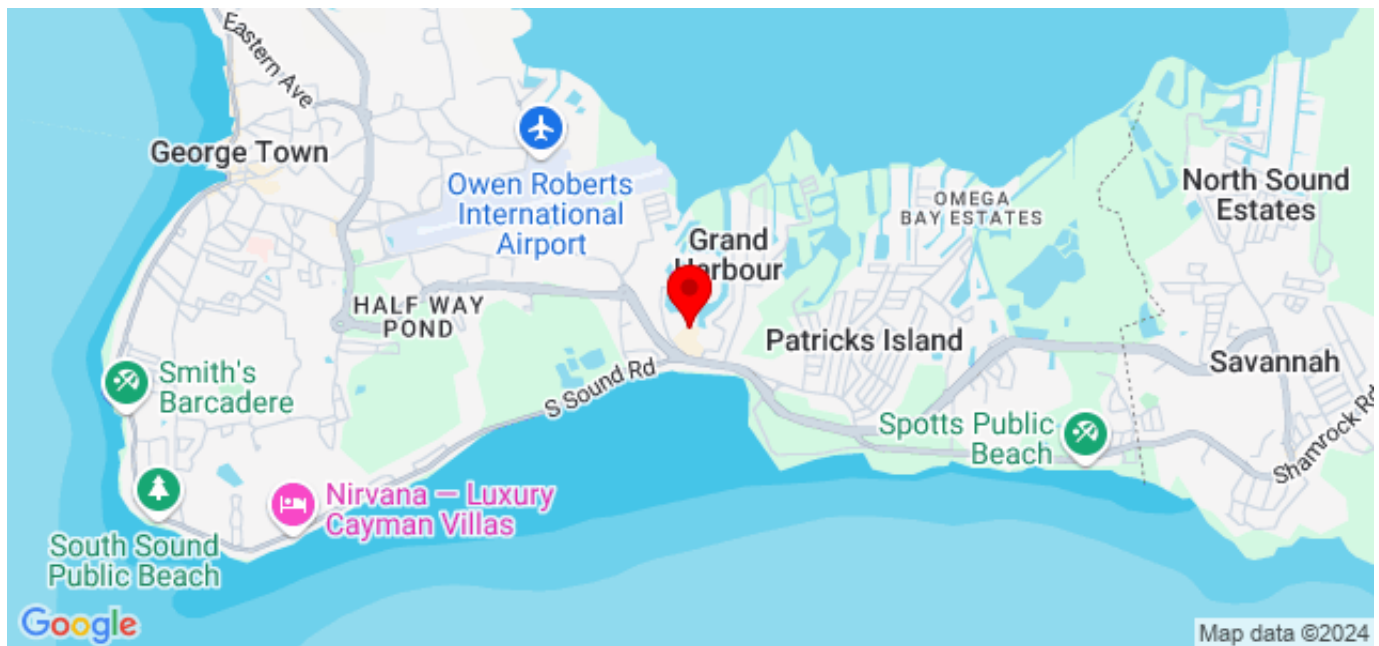 Eastern Ave
George Town
Owen Roberts
International
Airport
North Sound
Estates
OMEGA
BAY ESTATES
Grand
Harbour
HALF WAY
POND
Patricks Island
Savannah
Smith's
Barcadere
S Sound Rd
Spotts Public
Beach
Shamrock Rd
Nirvana — Luxury
Cayman Villas
South Sound
Public Beach
Google
Map data ©2024